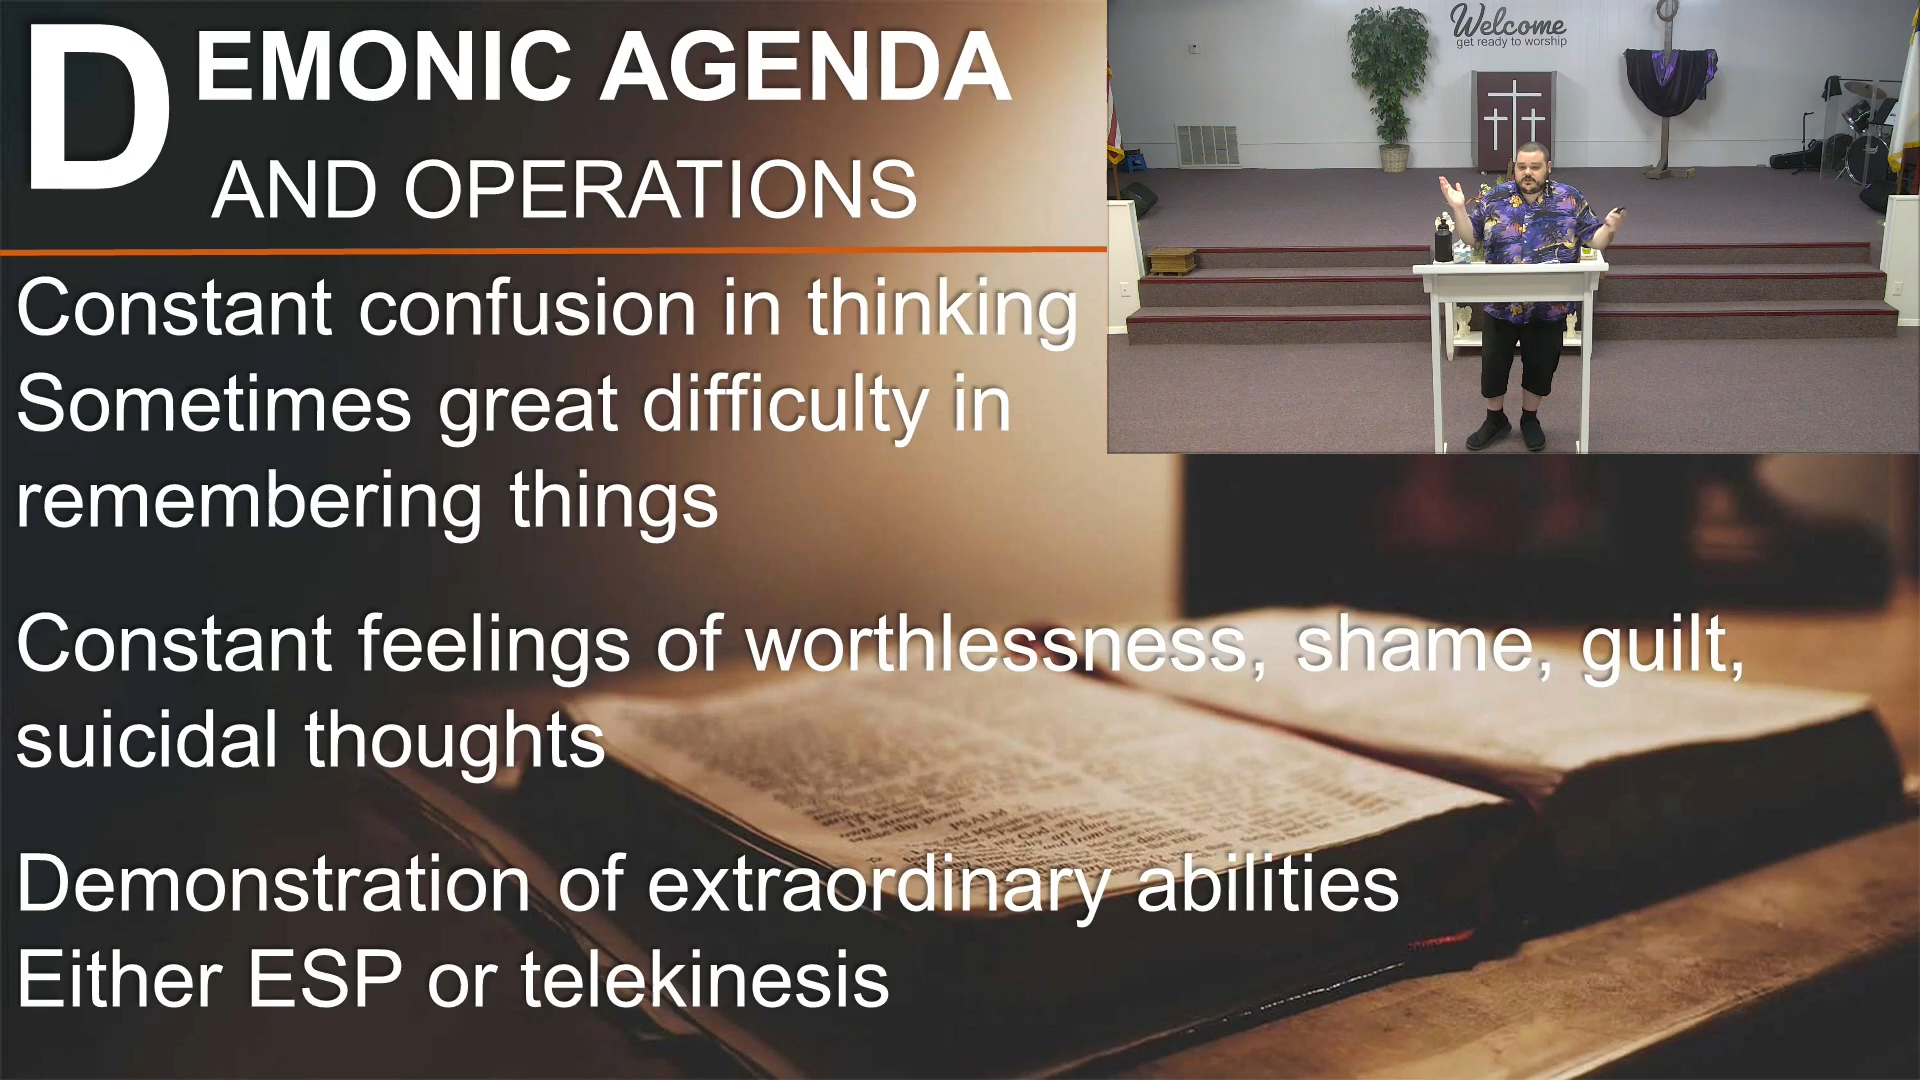 DEMONIC AGENDA
AND OPERATIONS
Welcome
get ready to worship
Constant confusion in thinking
Sometimes great difficulty in
remembering things
Constant feelings of worthlessness, shame, guilt,
suicidal thoughts
PSALM
Demonstration of extraordinary abilities
Either ESP or telekinesis